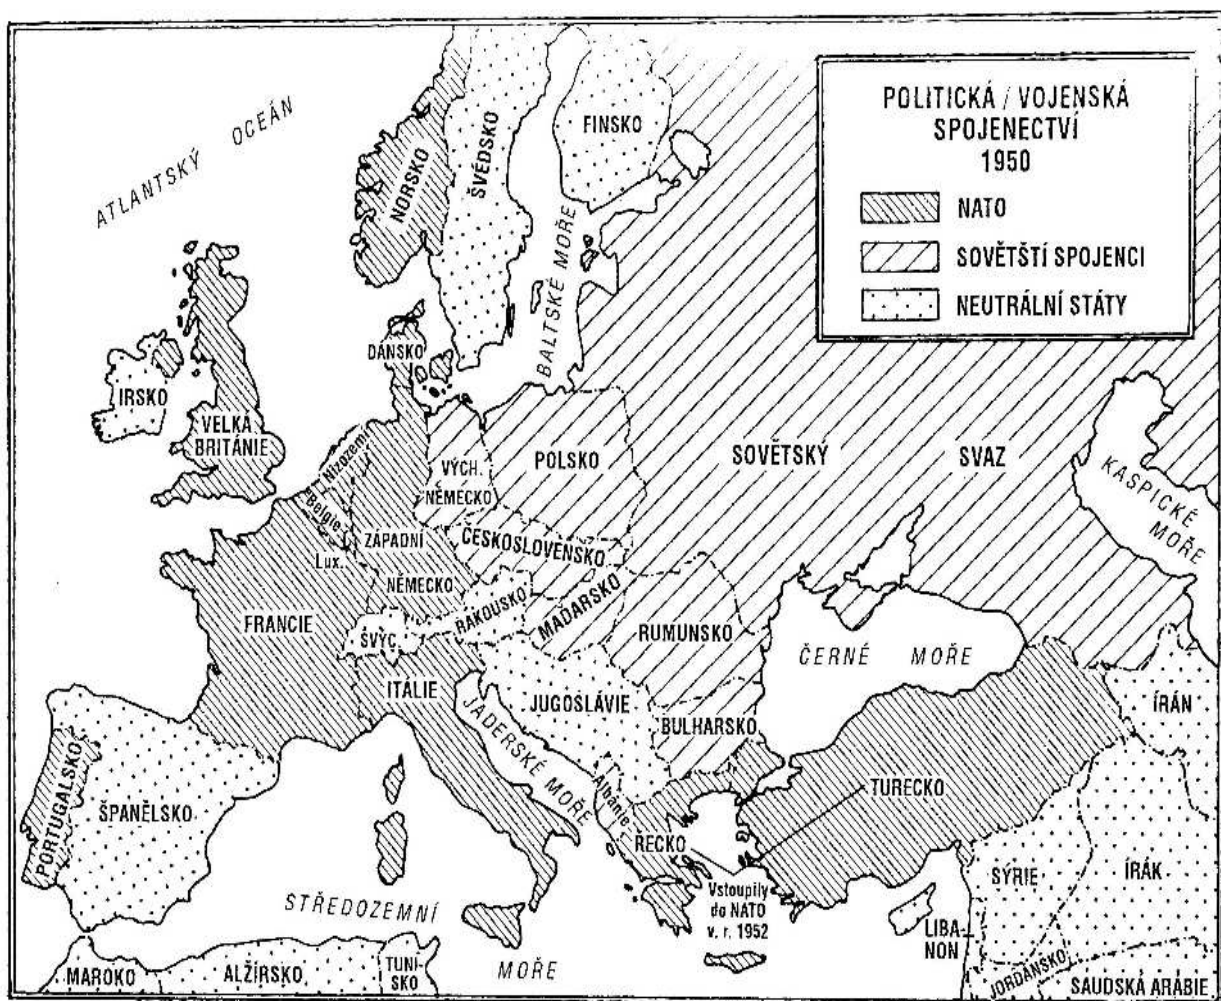 POLITICKÁ / VOJENSKÁ
SPOJENECTVÍ
1950
NATO
SOVĚTŠTÍ SPOJENCI
NEUTRÁLNÍ STÁTY
ATLANTSKÝ OCEÁN
NORSKO
ŠVÉDSKO
FINSKO
BALTSKÉ MOŘE
DÁNSKO
IRSKO
VELKÁ
BRITÁNIE
Nizozemí
Belgie
Lux.
ZÁPADNÍ
NĚMECKO
VÝCH.
NĚMECKO
POLSKO
SOVĚTSKÝ SVAZ
KASPICKÉ
MOŘE
ČESKOSLOVENSKO
FRANCIE
ŠVÝC.
RAKOUSKO
MAĎARSKO
RUMUNSKO
ČERNÉ MOŘE
ITÁLIE
JUGOSLÁVIE
JADERSKÉ MOŘE
BULHARSKO
ÍRÁN
PORTUGALSKO
ŠPANĚLSKO
Albánie
ŘECKO
TURECKO
Vstoupily
do NATO
v. r. 1952
SÝRIE
ÍRÁK
LIBA-
NON
JORDÁNSKO
SAUDSKÁ ARÁBIE
STŘEDOZEMNÍ
MOŘE
MAROKO
ALŽÍRSKO
TUNI
SKO